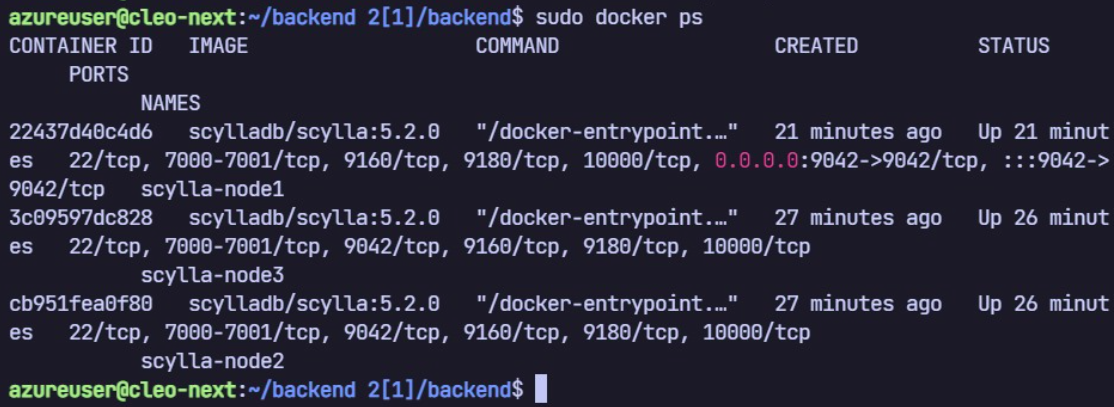 azureuser@cleo-next:~/backend 2[1]/backend$ sudo docker ps
CONTAINER ID   IMAGE                   COMMAND                  CREATED          STATUS
     PORTS
           NAMES
22437d40c4d6   scylladb/scylla:5.2.0   "/docker-entrypoint.…"   21 minutes ago   Up 21 minut
es   22/tcp, 7000-7001/tcp, 9160/tcp, 9180/tcp, 10000/tcp, 0.0.0.0:9042->9042/tcp, :::9042->
9042/tcp   scylla-node1
3c09597dc828   scylladb/scylla:5.2.0   "/docker-entrypoint.…"   27 minutes ago   Up 26 minut
es   22/tcp, 7000-7001/tcp, 9042/tcp, 9160/tcp, 9180/tcp, 10000/tcp
           scylla-node3
cb951fea0f80   scylladb/scylla:5.2.0   "/docker-entrypoint.…"   27 minutes ago   Up 26 minut
es   22/tcp, 7000-7001/tcp, 9042/tcp, 9160/tcp, 9180/tcp, 10000/tcp
           scylla-node2
azureuser@cleo-next:~/backend 2[1]/backend$